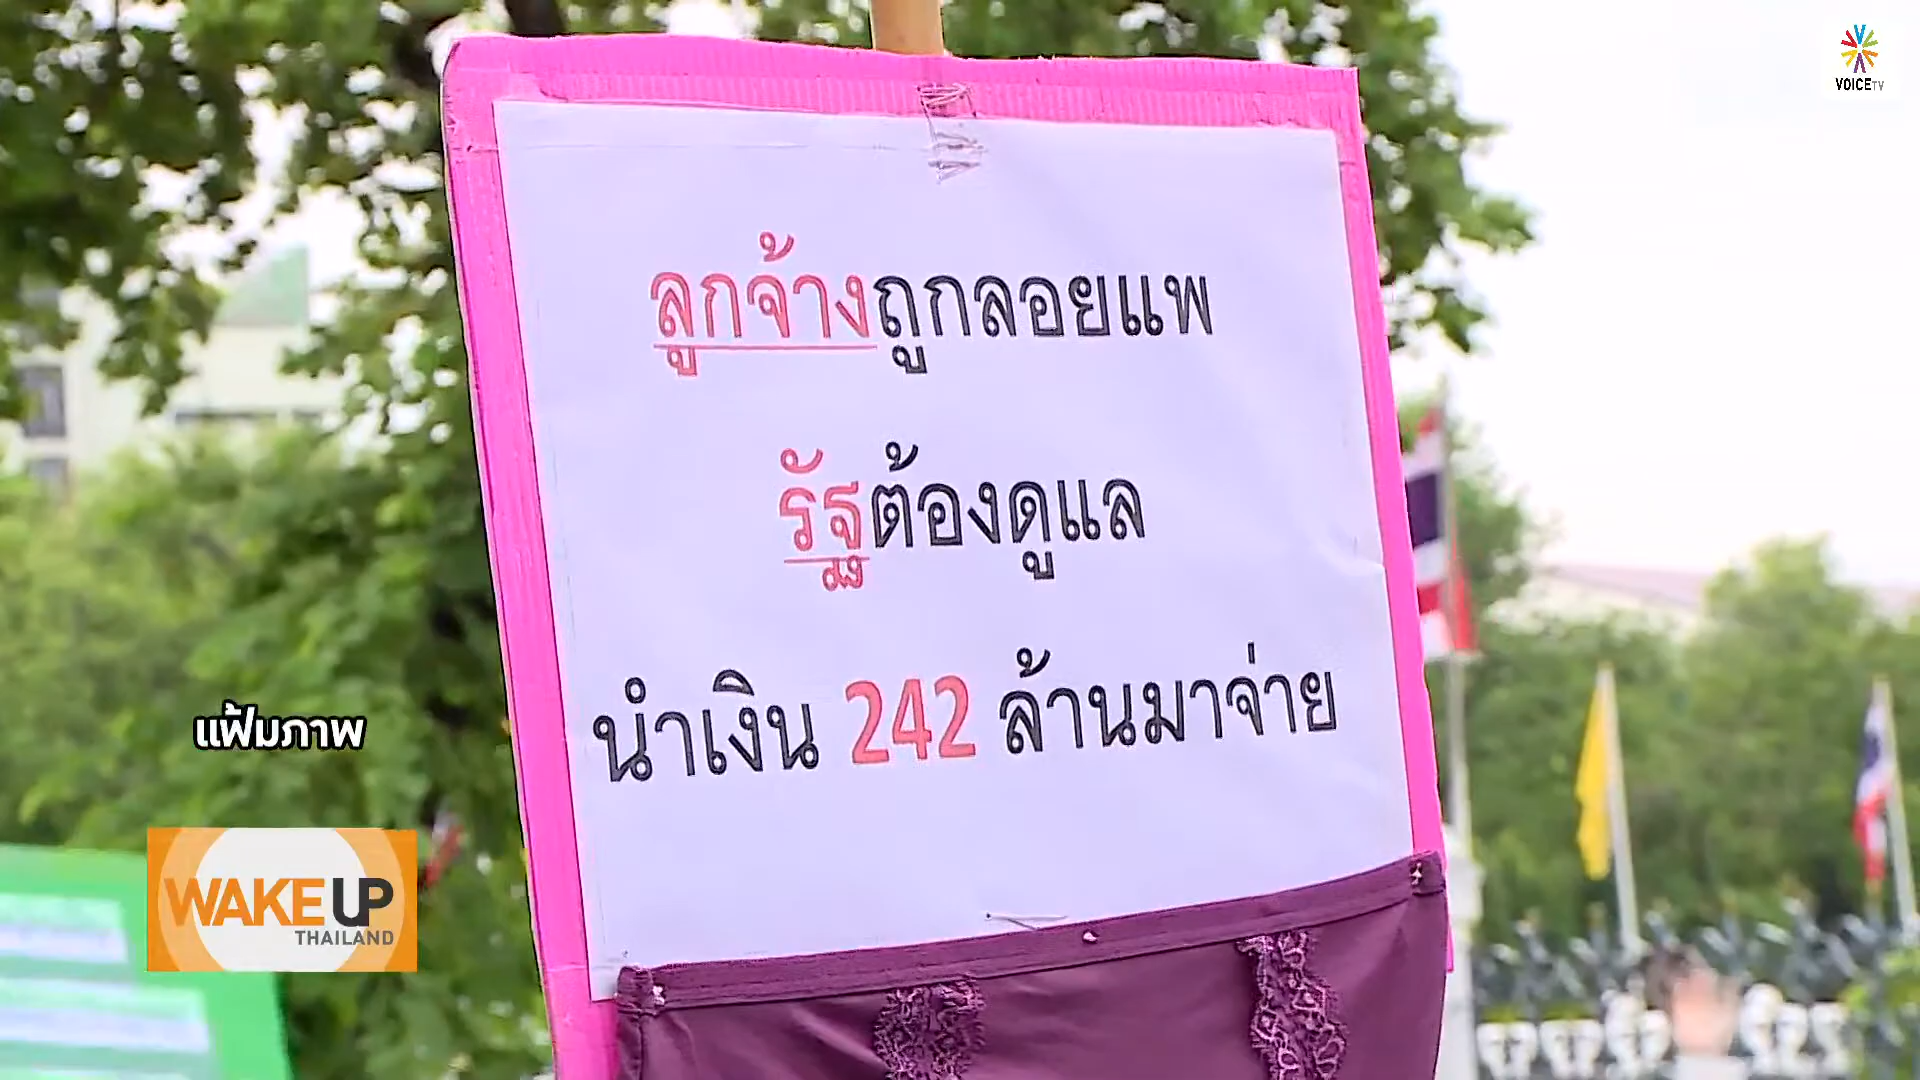 VOICE TV
ลูกจ้างถูกลอยแพ
รัฐต้องดูแล
นำเงิน 242 ล้านมาจ่าย
แฟ้มภาพ
WAKE UP
THAILAND